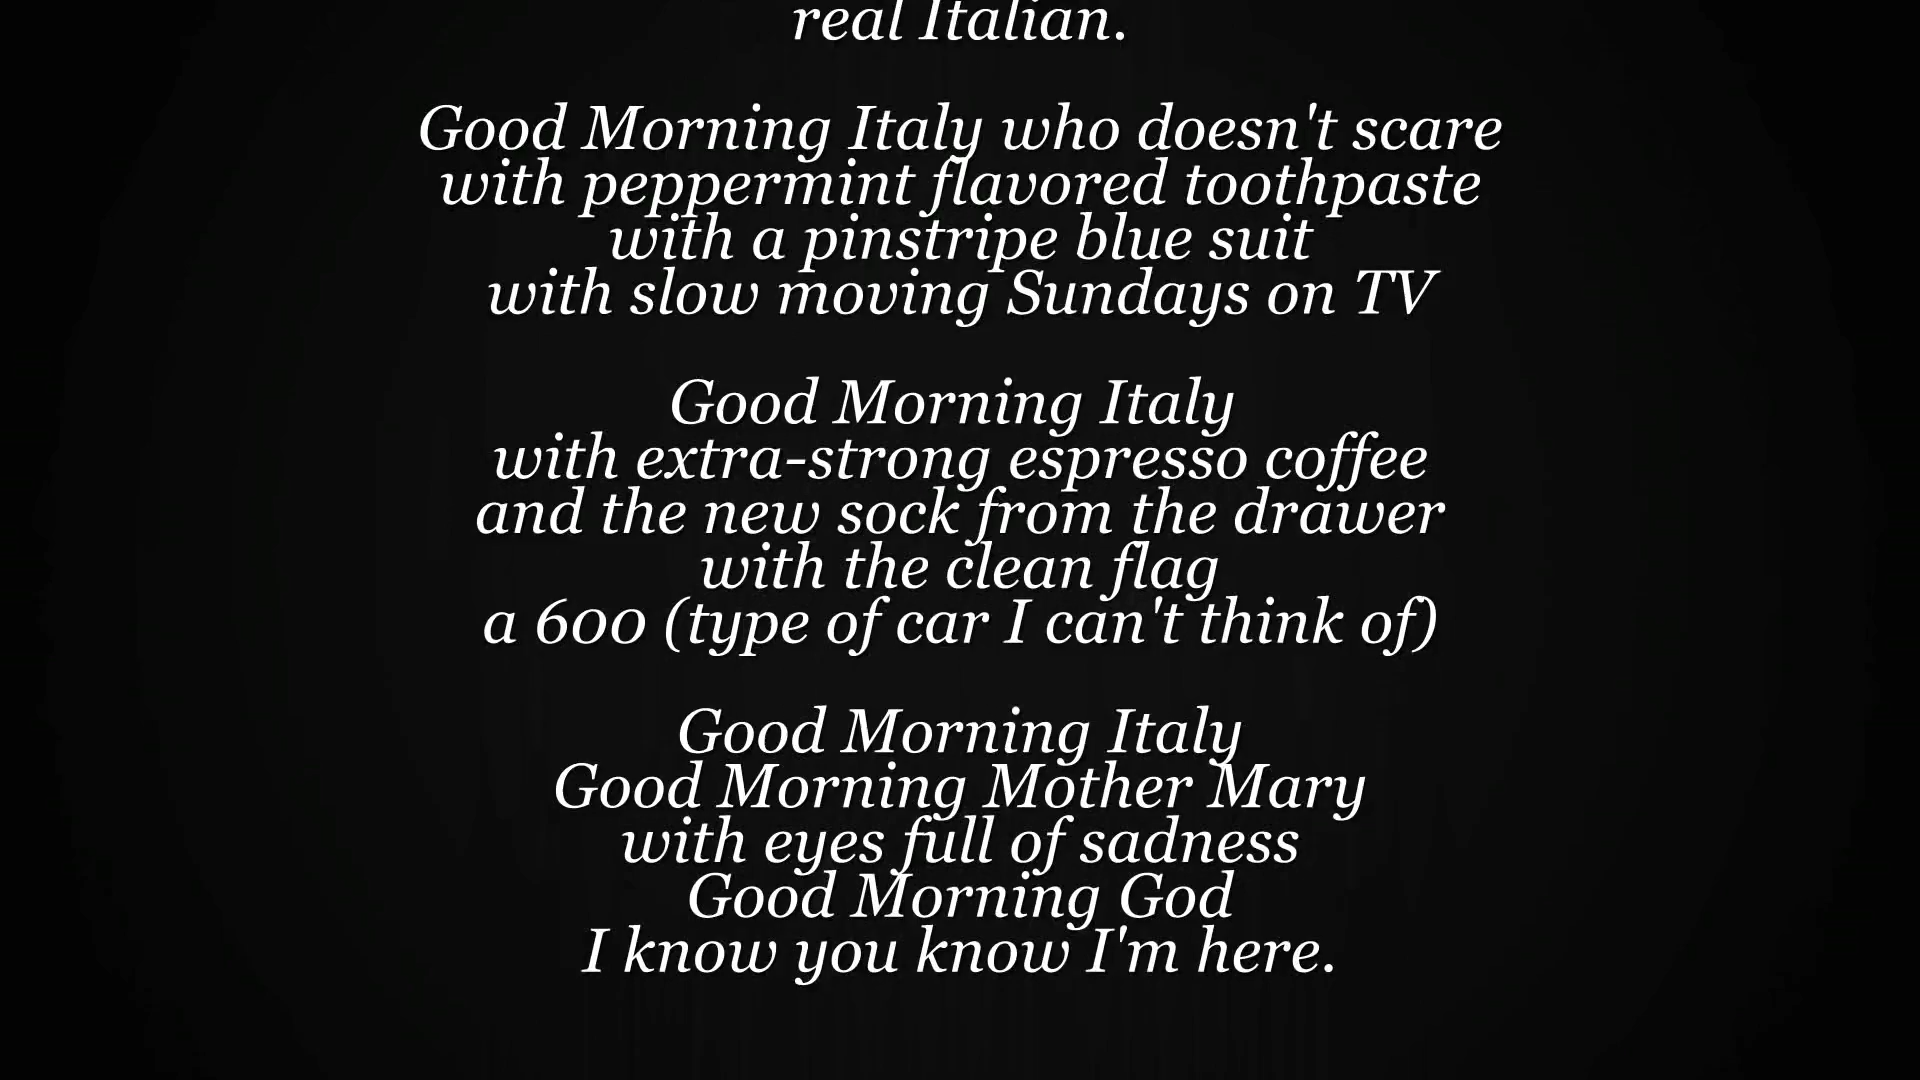 real Italian.
Good Morning Italy who doesn't scare
with peppermint flavored toothpaste
with a pinstripe blue suit
with slow moving Sundays on TV
Good Morning Italy
with extra-strong espresso coffee
and the new sock from the drawer
with the clean flag
a 600 (type of car I can't think of)
Good Morning Italy
Good Morning Mother Mary
with eyes full of sadness
Good Morning God
I know you know I'm here.